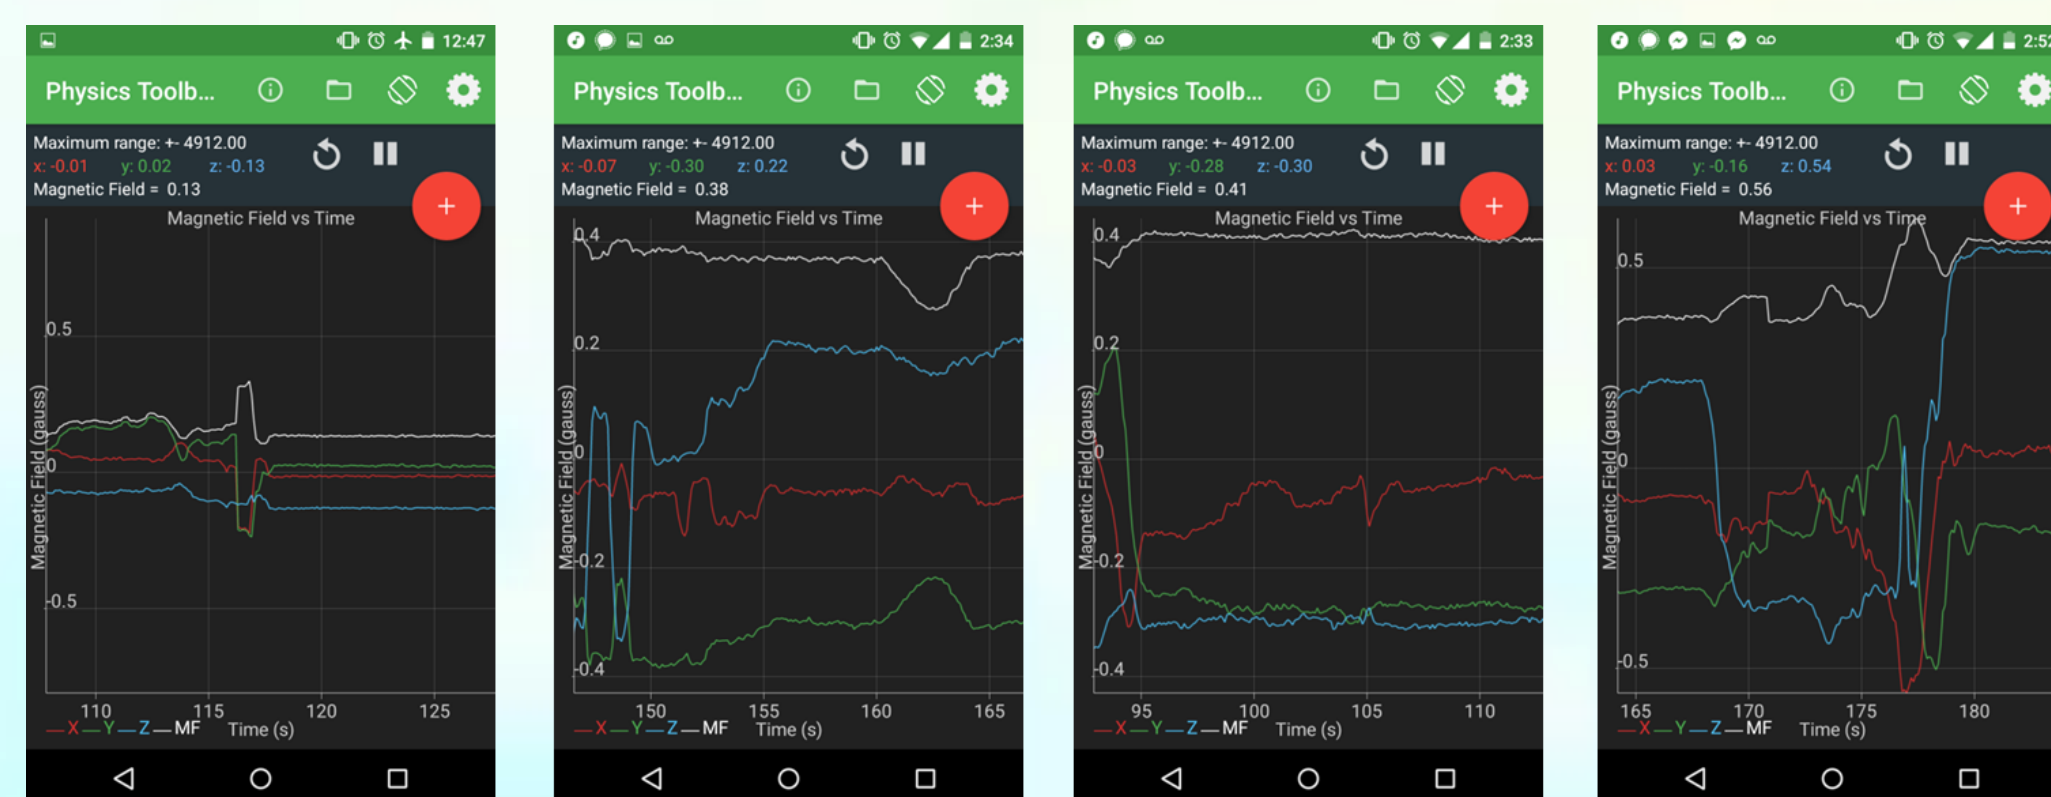 12:47
Physics Toolb...
Maximum range: +- 4912.00
x: -0.01 y: 0.02 z: -0.13
Magnetic Field = 0.13
Magnetic Field vs Time
0.5
0
-0.5
Magnetic Field (gauss)
110 115 120 125
X Y Z MF Time (s)
2:34
Physics Toolb...
Maximum range: +- 4912.00
x: -0.07 y: -0.30 z: 0.22
Magnetic Field = 0.38
Magnetic Field vs Time
0.4
0.2
0
-0.2
-0.4
Magnetic Field (gauss)
150 155 160 165
X Y Z MF Time (s)
2:33
Physics Toolb...
Maximum range: +- 4912.00
x: -0.03 y: -0.28 z: -0.30
Magnetic Field = 0.41
Magnetic Field vs Time
0.4
0.2
0
-0.2
-0.4
Magnetic Field (gauss)
95 100 105 110
X Y Z MF Time (s)
2:52
Physics Toolb...
Maximum range: +- 4912.00
x: 0.03 y: -0.16 z: 0.54
Magnetic Field = 0.56
Magnetic Field vs Time
0.5
0
-0.5
Magnetic Field (gauss)
165 170 175 180
X Y Z MF Time (s)